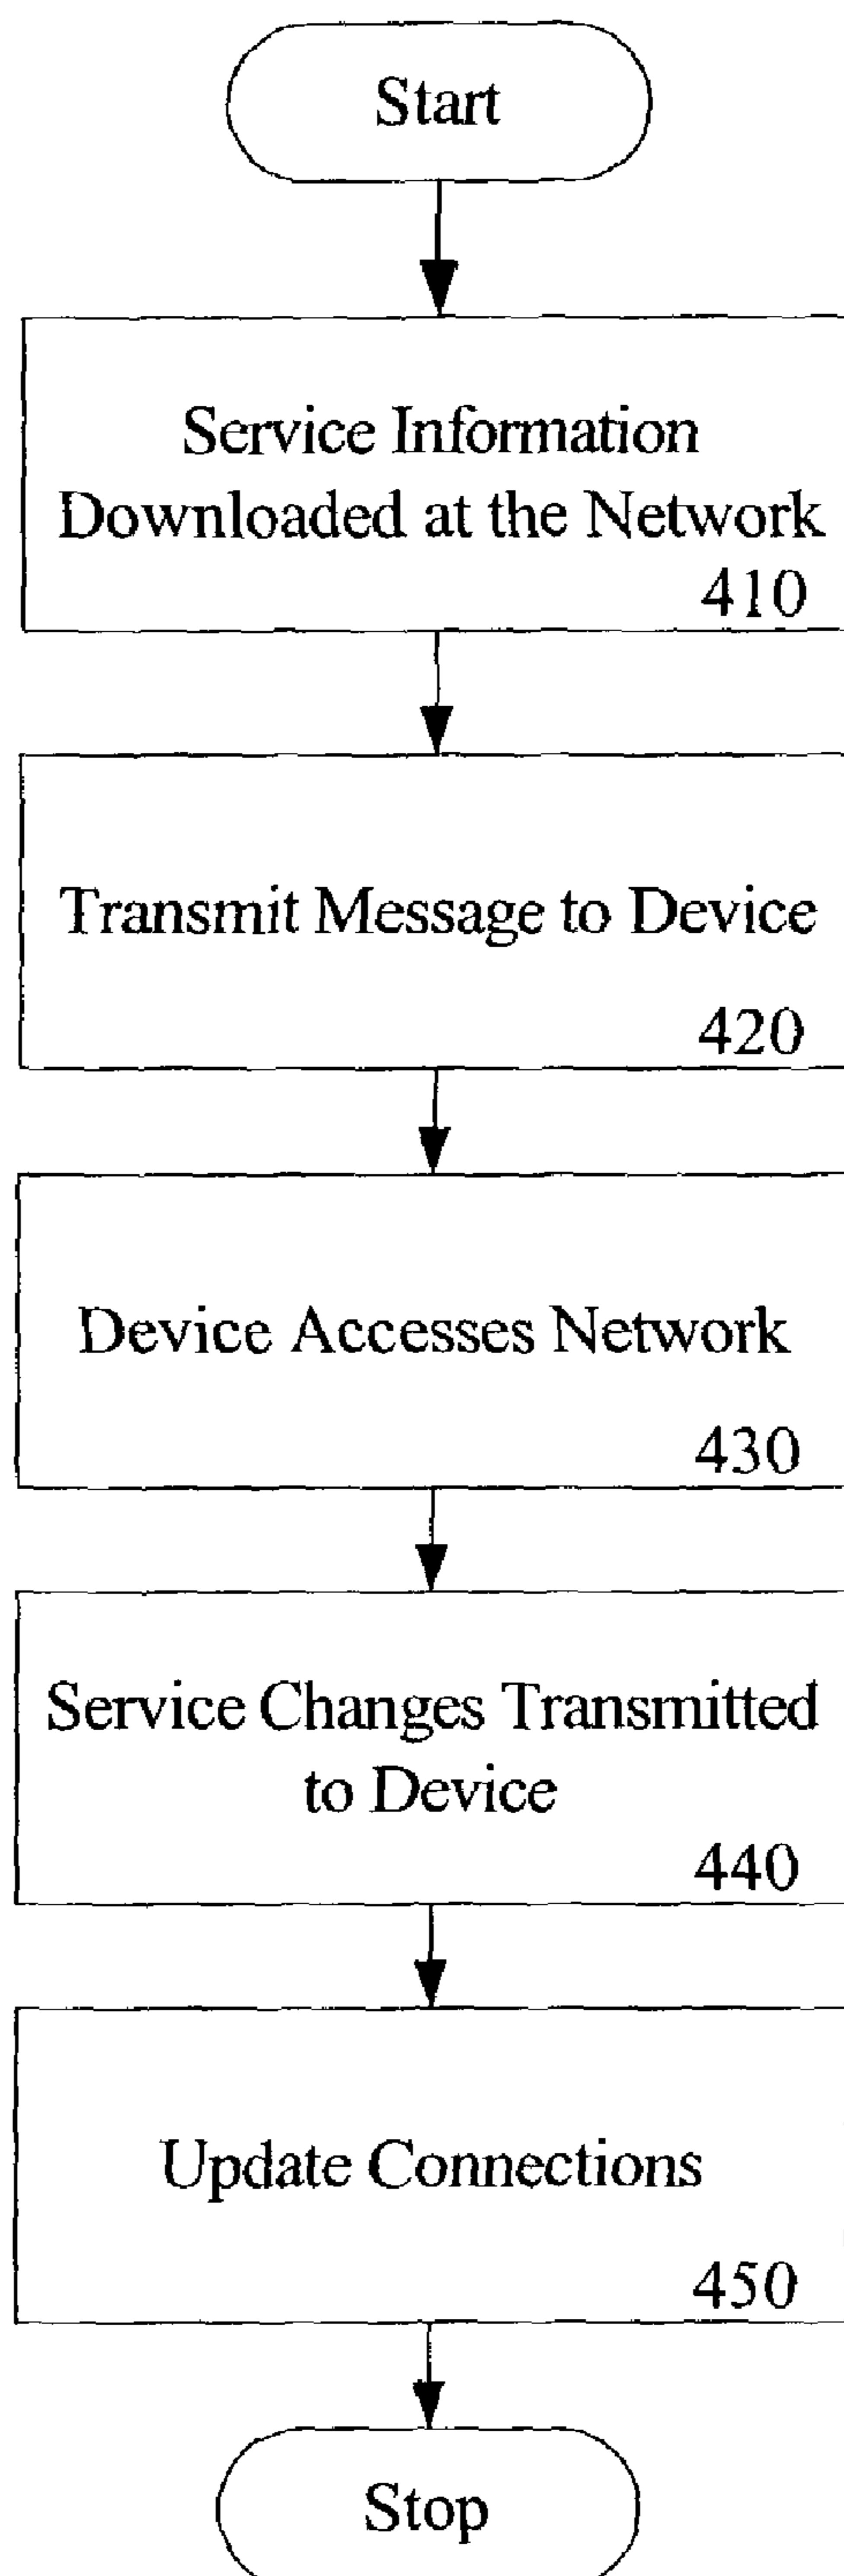 Start
Service Information
Downloaded at the Network
410
Transmit Message to Device
420
Device Accesses Network
430
Service Changes Transmitted
to Device
440
Update Connections
450
Stop